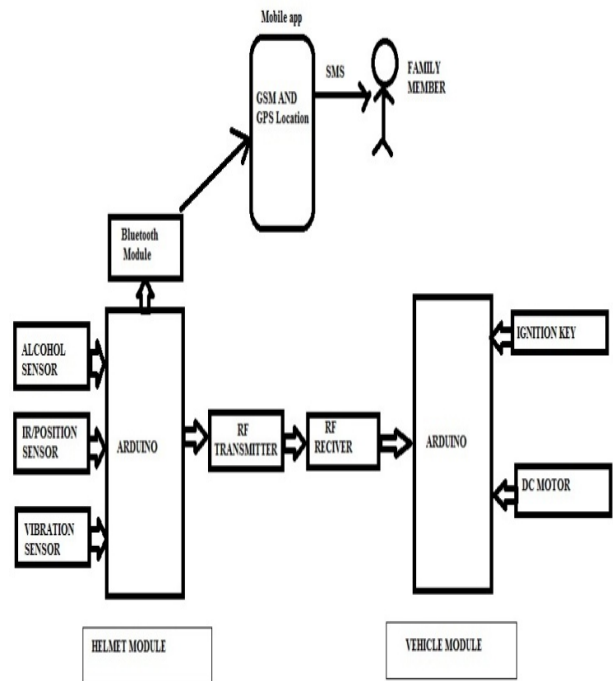 Mobile app
GSM AND
GPS Location
SMS
FAMILY
MEMBER
Bluetooth
Module
ALCOHOL
SENSOR
IR/POSITION
SENSOR
VIBRATION
SENSOR
ARDUINO
RF
TRANSMITTER
RF
RECIVER
ARDUINO
IGNITION KEY
DC MOTOR
HELMET MODULE
VEHICLE MODULE